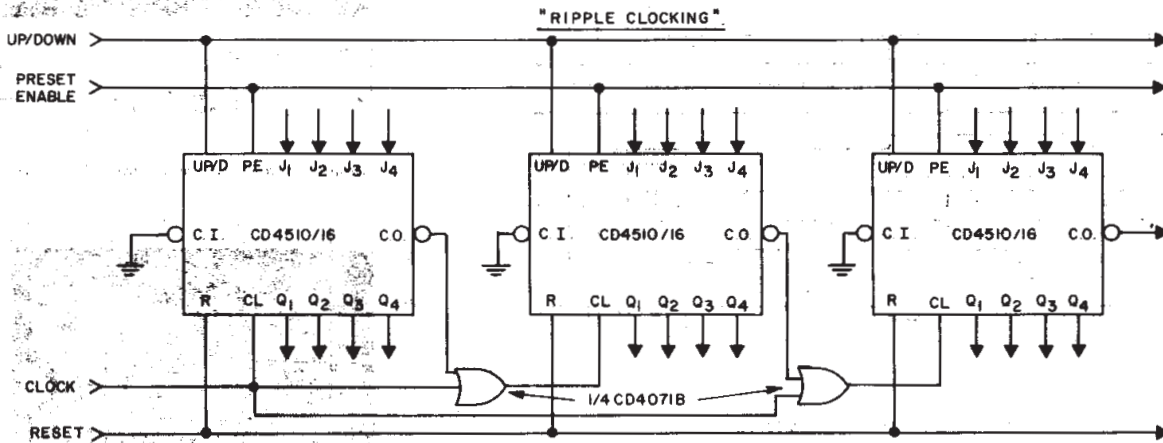 "RIPPLE CLOCKING".
UP/DOWN
PRESET
ENABLE
UP/D PE J1 J2 J3 J4
UP/D PE J1 J2 J3 J4
UP/D PE J1 J2 J3 J4
C.I. CD4510/16 C.O.
C.I. CD4510/16 C.O.
C.I. CD4510/16 C.O.
R CL Q1 Q2 Q3 Q4
R CL Q1 Q2 Q3 Q4
R CL Q1 Q2 Q3 Q4
CLOCK
1/4 CD4071B
RESET